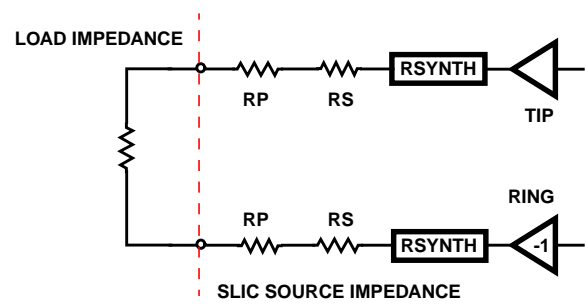 LOAD IMPEDANCE
RP
RS
RSYNTH
TIP
RING
RP
RS
RSYNTH
-1
SLIC SOURCE IMPEDANCE